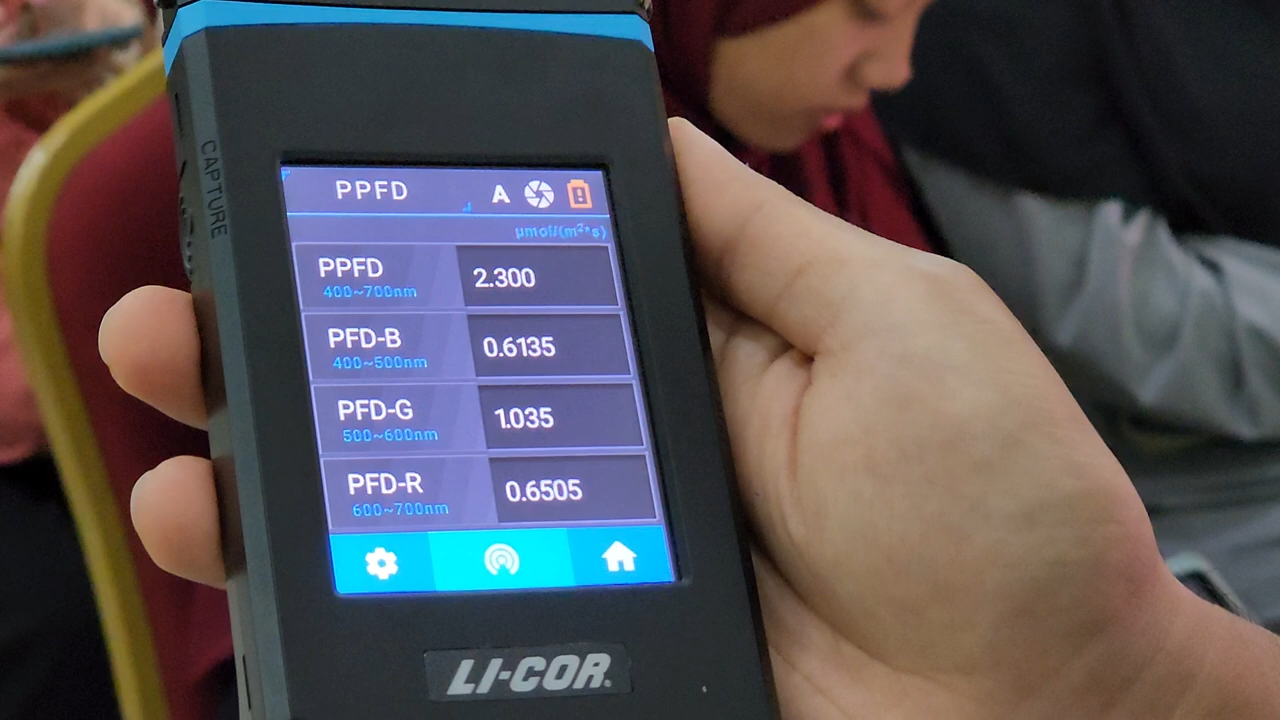 CAPTURE
PPFD A
μmol/(m²*s)
PPFD 2.300
400~700nm
PFD-B 0.6135
400~500nm
PFD-G 1.035
500~600nm
PFD-R 0.6505
600~700nm
LI-COR.